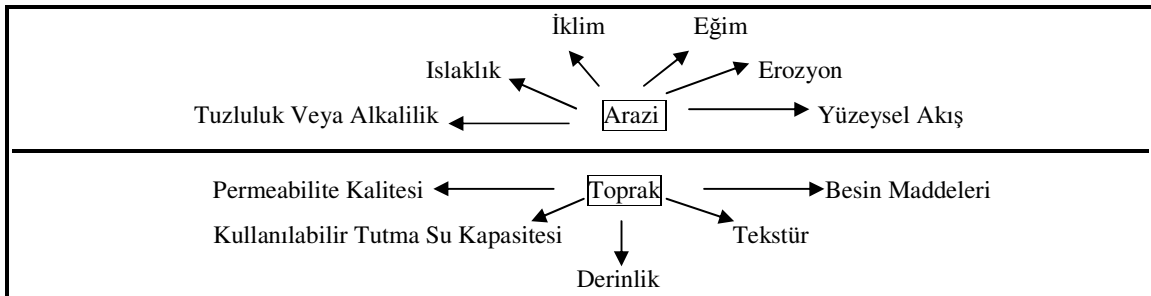 İklim Eğim
Islaklık Erozyon
Tuzluluk Veya Alkalilik Arazi Yüzeysel Akış
Permeabilite Kalitesi Toprak Besin Maddeleri
Kullanılabilir Tutma Su Kapasitesi Tekstür
Derinlik